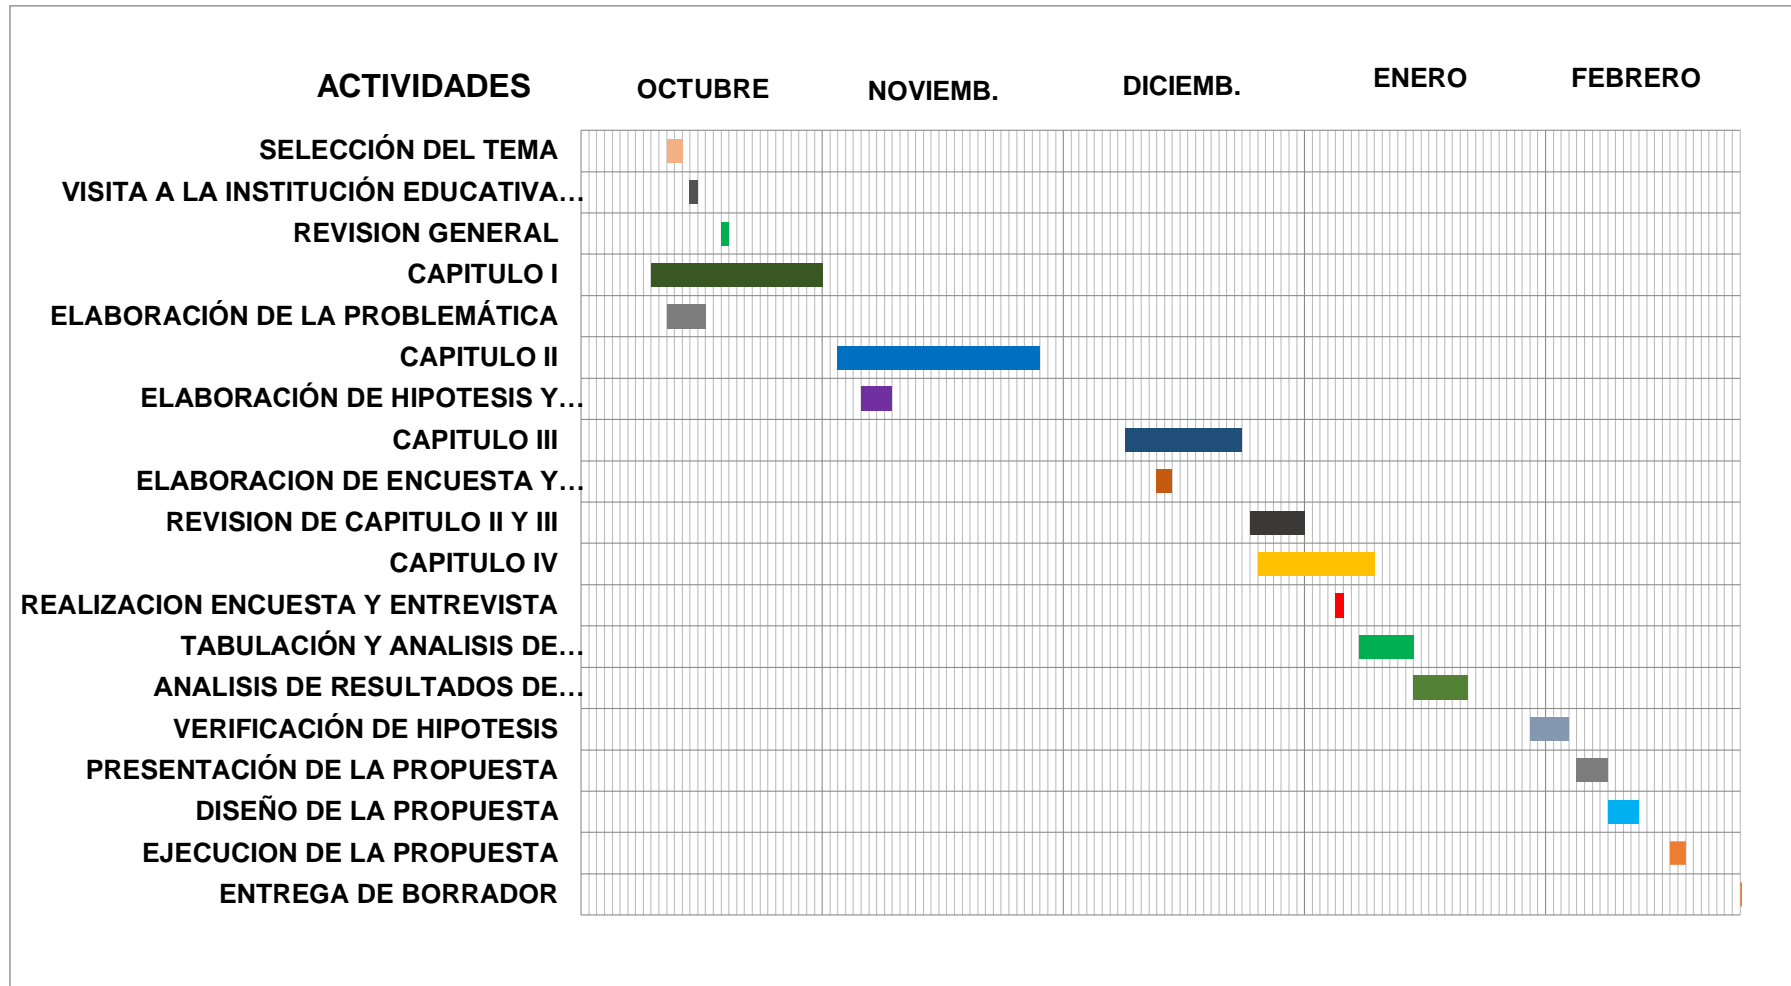 ACTIVIDADES OCTUBRE NOVIEMB. DICIEMB. ENERO FEBRERO
SELECCIÓN DEL TEMA
VISITA A LA INSTITUCIÓN EDUCATIVA…
REVISION GENERAL
CAPITULO I
ELABORACIÓN DE LA PROBLEMÁTICA
CAPITULO II
ELABORACIÓN DE HIPOTESIS Y…
CAPITULO III
ELABORACION DE ENCUESTA Y…
REVISION DE CAPITULO II Y III
CAPITULO IV
REALIZACION ENCUESTA Y ENTREVISTA
TABULACIÓN Y ANALISIS DE…
ANALISIS DE RESULTADOS DE…
VERIFICACIÓN DE HIPOTESIS
PRESENTACIÓN DE LA PROPUESTA
DISEÑO DE LA PROPUESTA
EJECUCION DE LA PROPUESTA
ENTREGA DE BORRADOR